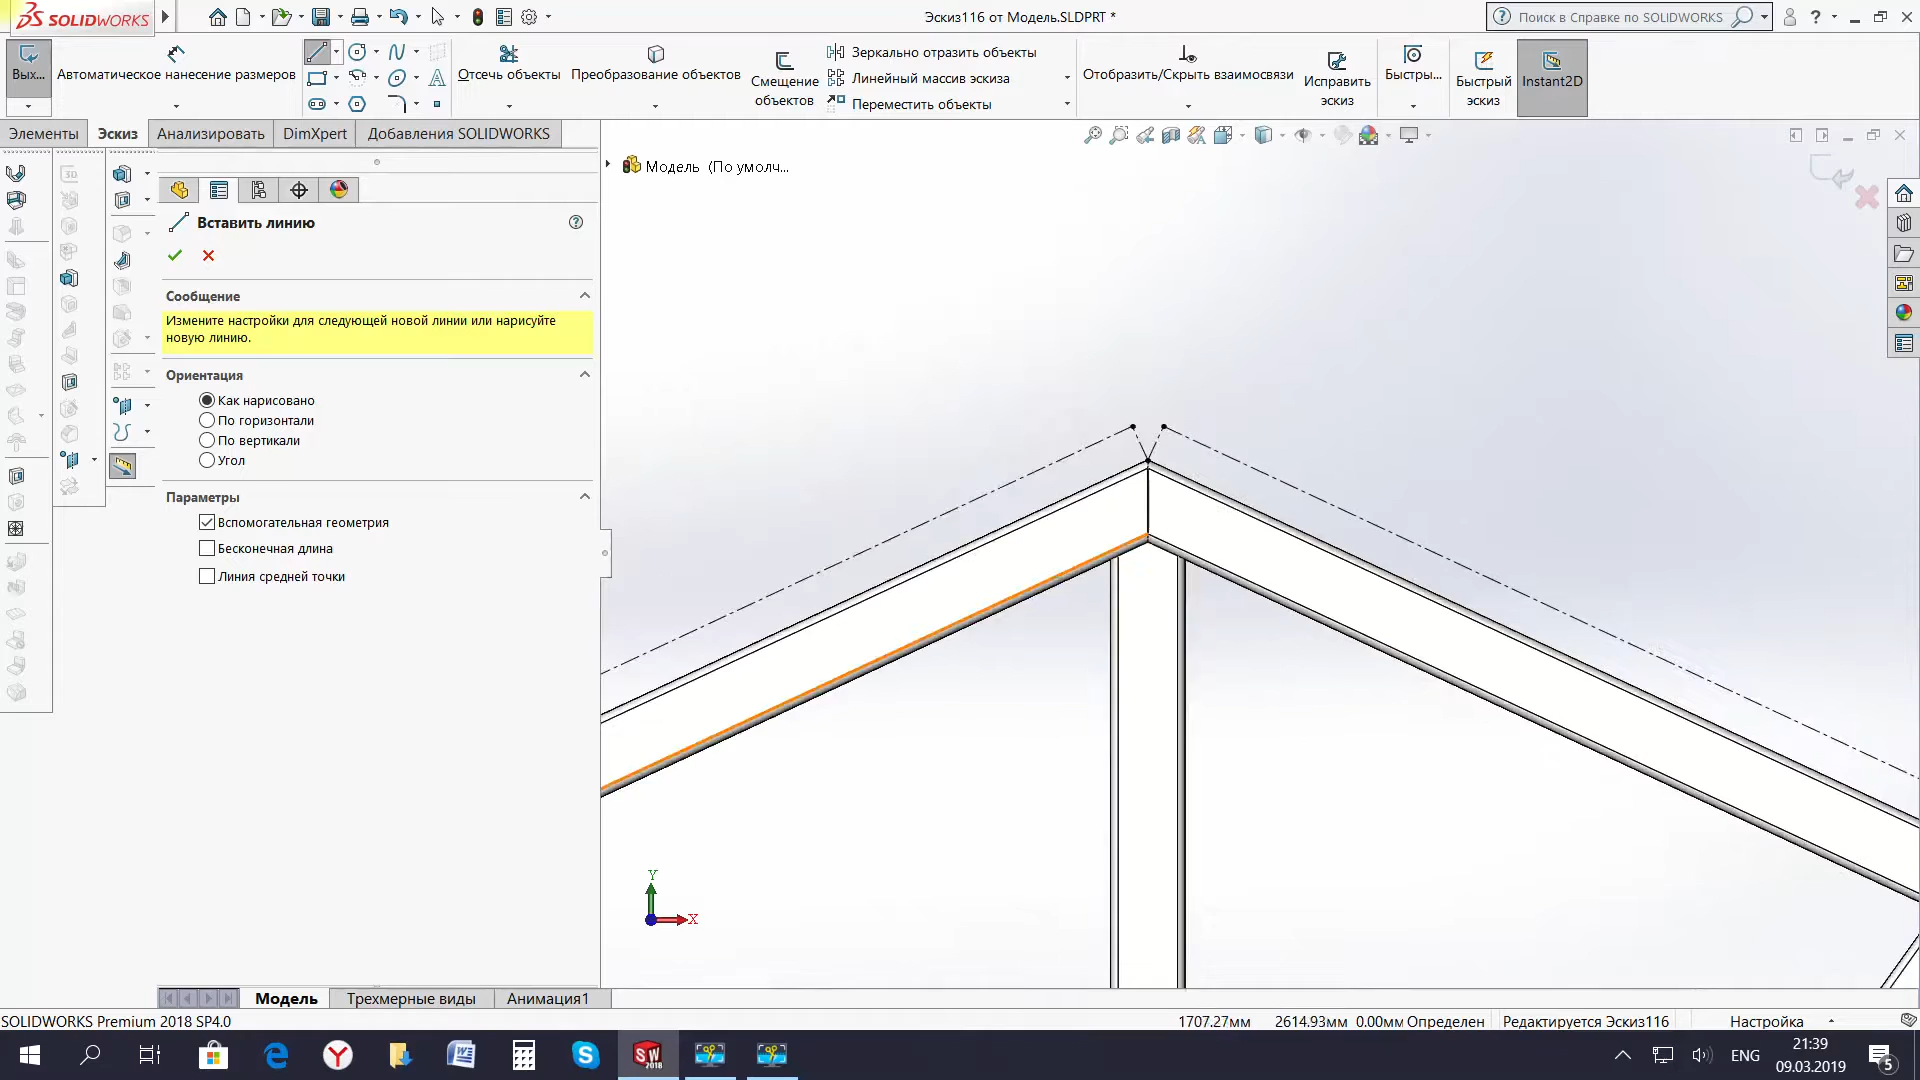 SOLIDWORKS
Эскиз116 от Модель.SLDPRT *
Поиск в Справке по SOLIDWORKS
Вых...
Автоматическое нанесение размеров
Отсечь объекты
Преобразование объектов
Смещение
объектов
Зеркально отразить объекты
Линейный массив эскиза
Переместить объекты
Отобразить/Скрыть взаимосвязи
Исправить
эскиз
Быстры...
Быстрый
эскиз
Instant2D
Элементы
Эскиз
Анализировать
DimXpert
Добавления SOLIDWORKS
Модель (По умолч...
Вставить линию
Сообщение
Измените настройки для следующей новой линии или нарисуйте
новую линию.
Ориентация
Как нарисовано
По горизонтали
По вертикали
Угол
Параметры
Вспомогательная геометрия
Бесконечная длина
Линия средней точки
Y
X
Модель
Трехмерные виды
Анимация1
SOLIDWORKS Premium 2018 SP4.0
1707.27мм
2614.93мм
0.00мм
Определен
Редактируется Эскиз116
Настройка
ENG
21:39
09.03.2019
5